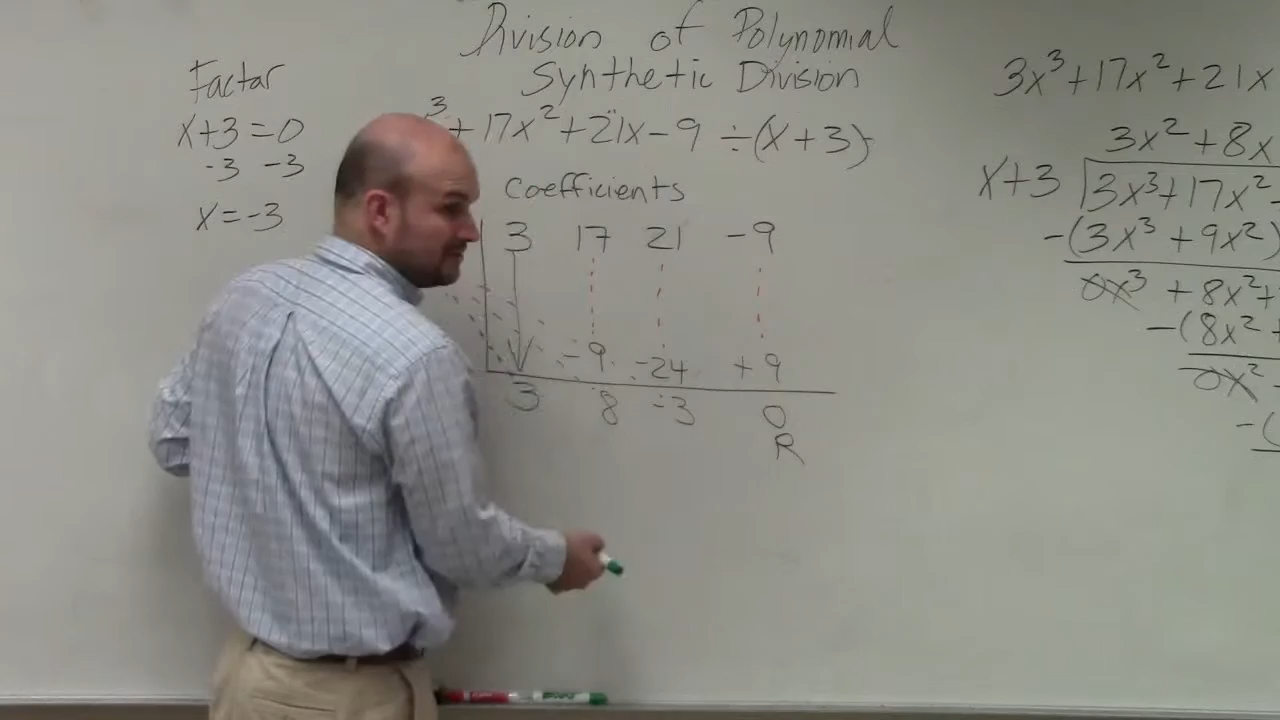 Division of Polynomial
Synthetic Division
Factor
x+3=0
-3 -3
x=-3
3 + 17x² + 21x - 9 ÷ (x + 3)
Coefficients
3 17 21 -9
-9 -24 +9
3 8 -3 0
R
3x³ + 17x² + 21x
3x² + 8x
x+3 3x³ + 17x² -
-(3x³ + 9x²)
0x³ + 8x² +
-(8x² +
0x² -
-(